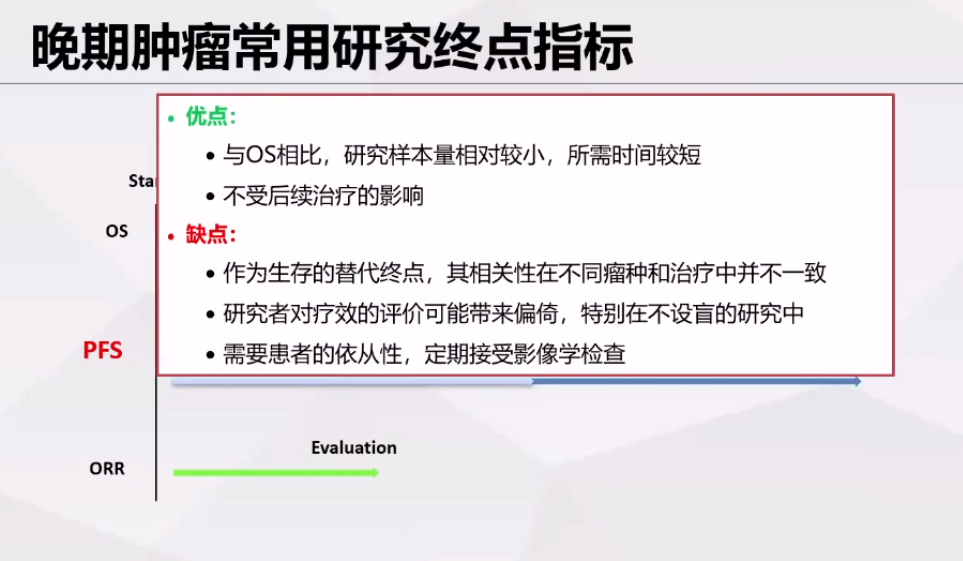 晚期肿瘤常用研究终点指标
• 优点：
• 与OS相比，研究样本量相对较小，所需时间较短
• 不受后续治疗的影响
• 缺点：
• 作为生存的替代终点，其相关性在不同瘤种和治疗中并不一致
• 研究者对疗效的评价可能带来偏倚，特别在不设盲的研究中
• 需要患者的依从性，定期接受影像学检查
OS
PFS
Evaluation
ORR